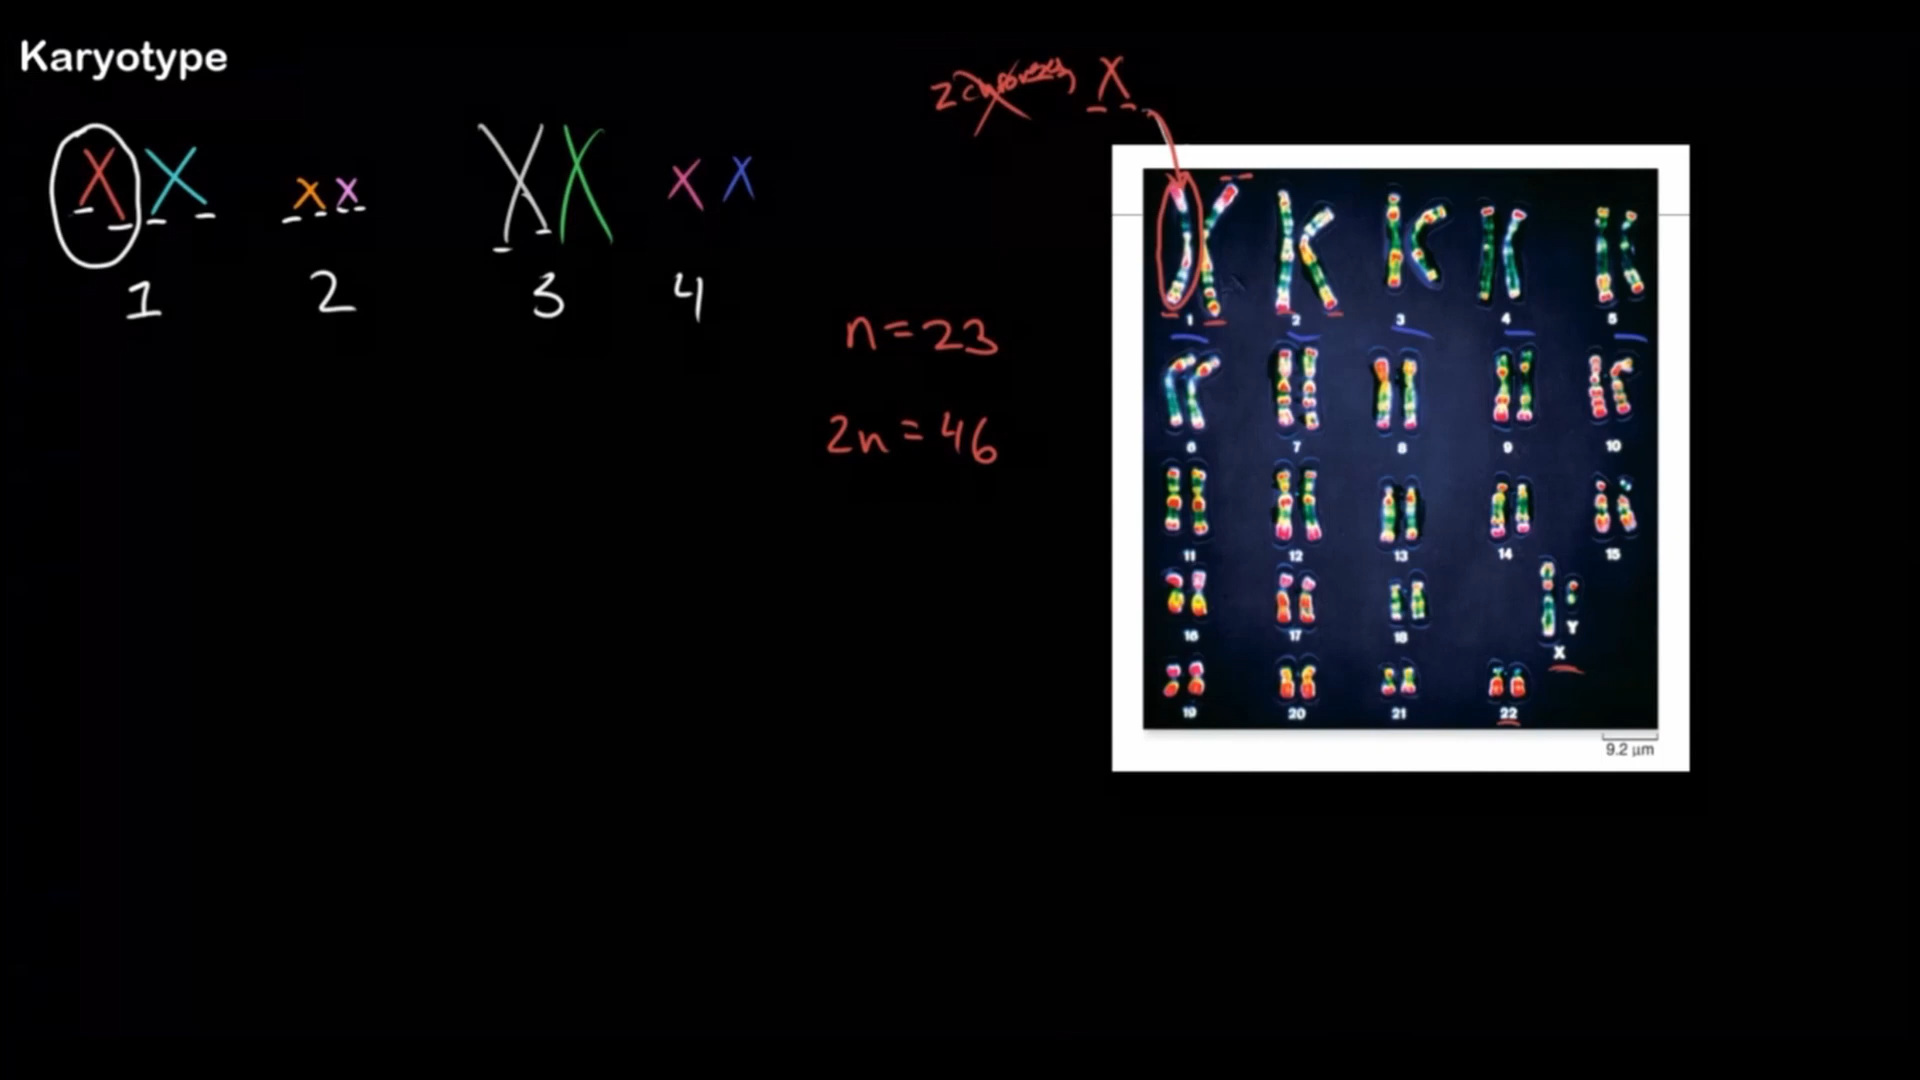 Karyotype
2 X
X X x x X X x x
1 2 3 4
n = 23
2n = 46
1 2 3 4 5
6 7 8 9 10
11 12 13 14 15
16 17 18
Y
X
19 20 21 22
9.2 µm